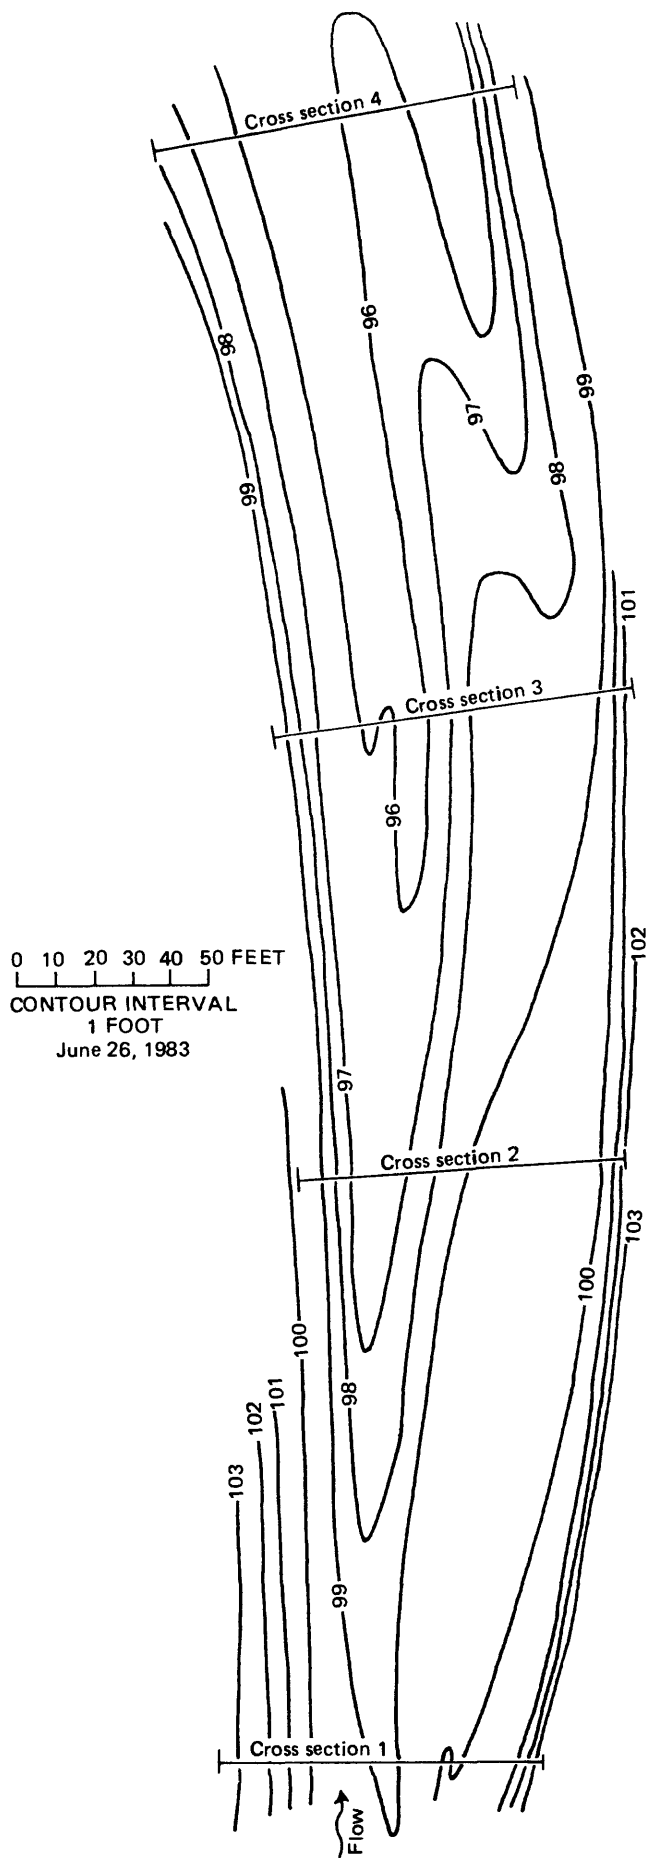 Cross section 4
96
98
99
97
99
98
101
Cross section 3
96
102
0 10 20 30 40 50 FEET
CONTOUR INTERVAL
1 FOOT
June 26, 1983
97
Cross section 2
103
100
100
98
101
102
103
99
Cross section 1
Flow